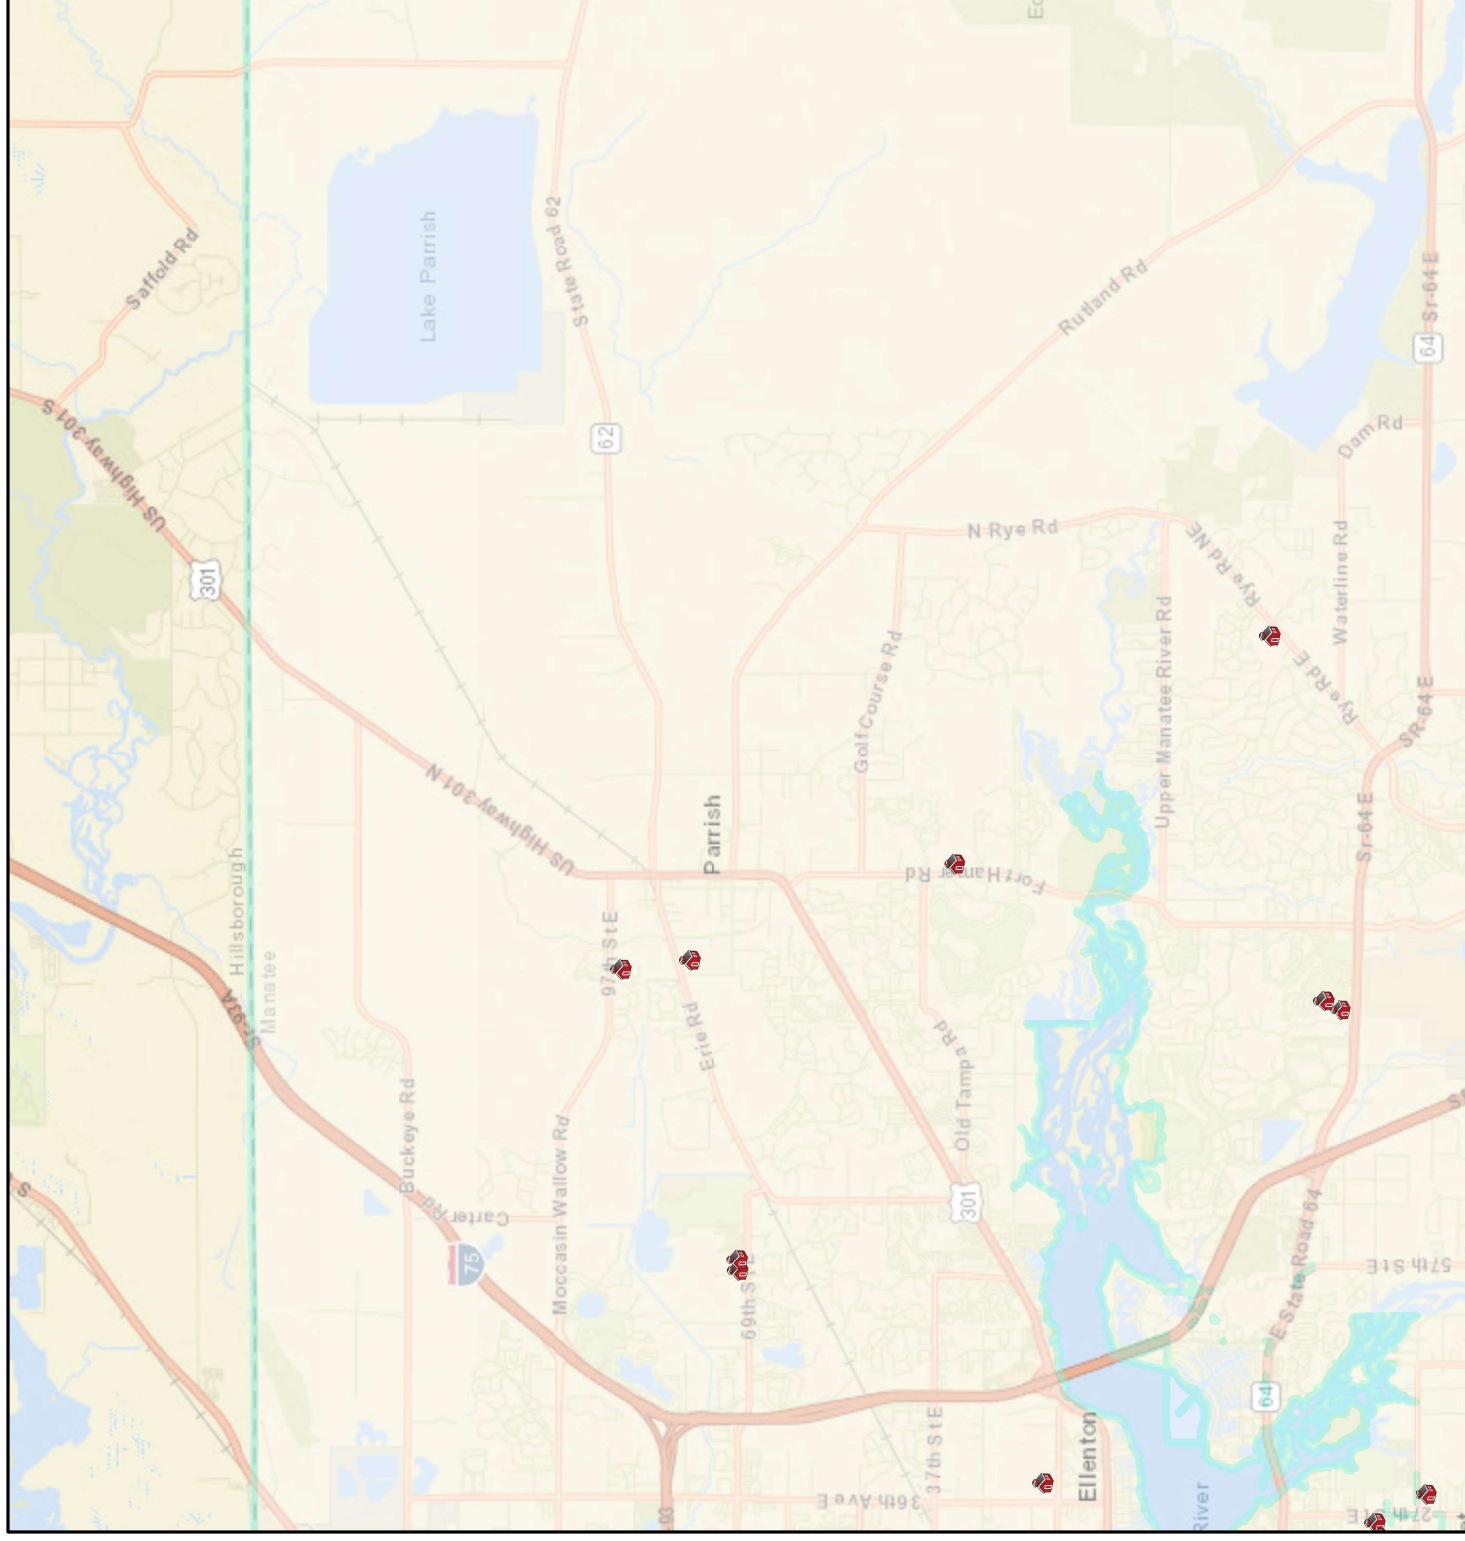 Saffold Rd
Lake Parrish
State Road 62
62
US Highway 301 S
301
Rutland Rd
Sr-64 E
64
Dam Rd
N Rye Rd
Rye Rd NE
Waterline Rd
Rye Rd E
SR-64 E
Golf Course Rd
Upper Manatee River Rd
US Highway 301 N
Parrish
Sr-64 E
Fort Hamer Rd
Hillsborough
Manatee
Sr-93A
97th St E
Erie Rd
Old Tampa Rd
Buckeye Rd
Moccasin Wallow Rd
Carter Rd
75
301
69th St E
E State Road 64
57th St E
64
37th St E
36th Ave E
Ellenton
River
27th St E